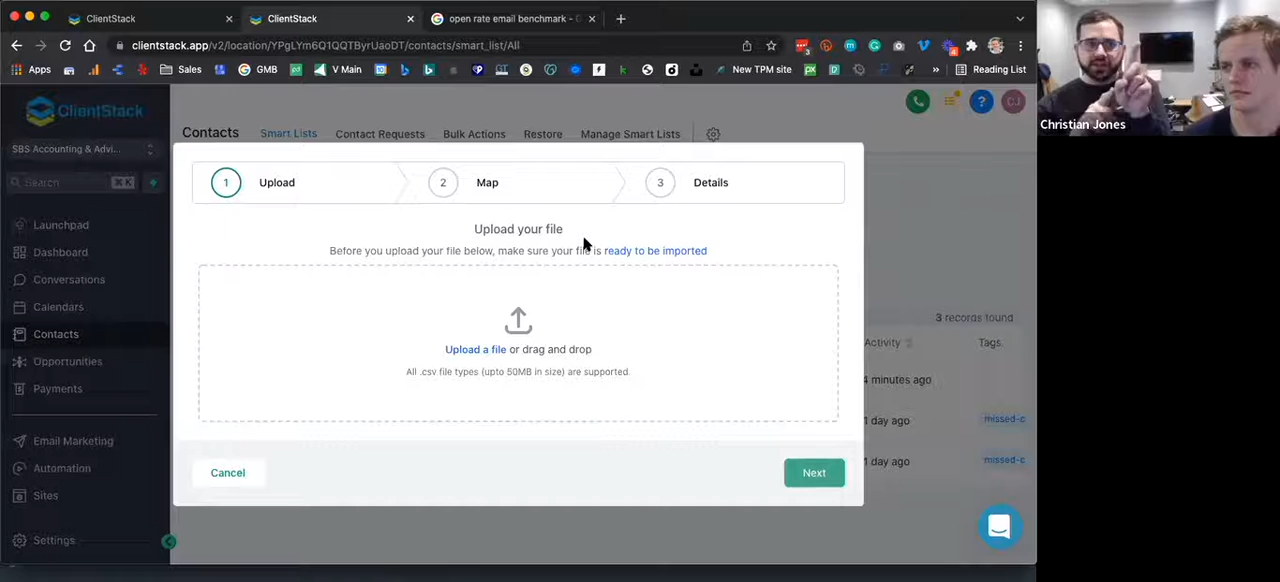 ClientStack
ClientStack
open rate email benchmark - G
clientstack.app/v2/location/YPgLYm6Q1QQTByrUaoDT/contacts/smart_list/All
Apps
Sales
GMB
V Main
New TPM site
Reading List
Christian Jones
ClientStack
SBS Accounting & Advi...
Search
⌘K
Launchpad
Dashboard
Conversations
Calendars
Contacts
Opportunities
Payments
Email Marketing
Automation
Sites
Settings
CJ
Contacts
Smart Lists
Contact Requests
Bulk Actions
Restore
Manage Smart Lists
1 Upload
2 Map
3 Details
Upload your file
Before you upload your file below, make sure your file is ready to be imported
Upload a file or drag and drop
All .csv file types (upto 50MB in size) are supported.
Cancel
Next
3 records found
Activity
Tags
4 minutes ago
1 day ago
missed-c
1 day ago
missed-c